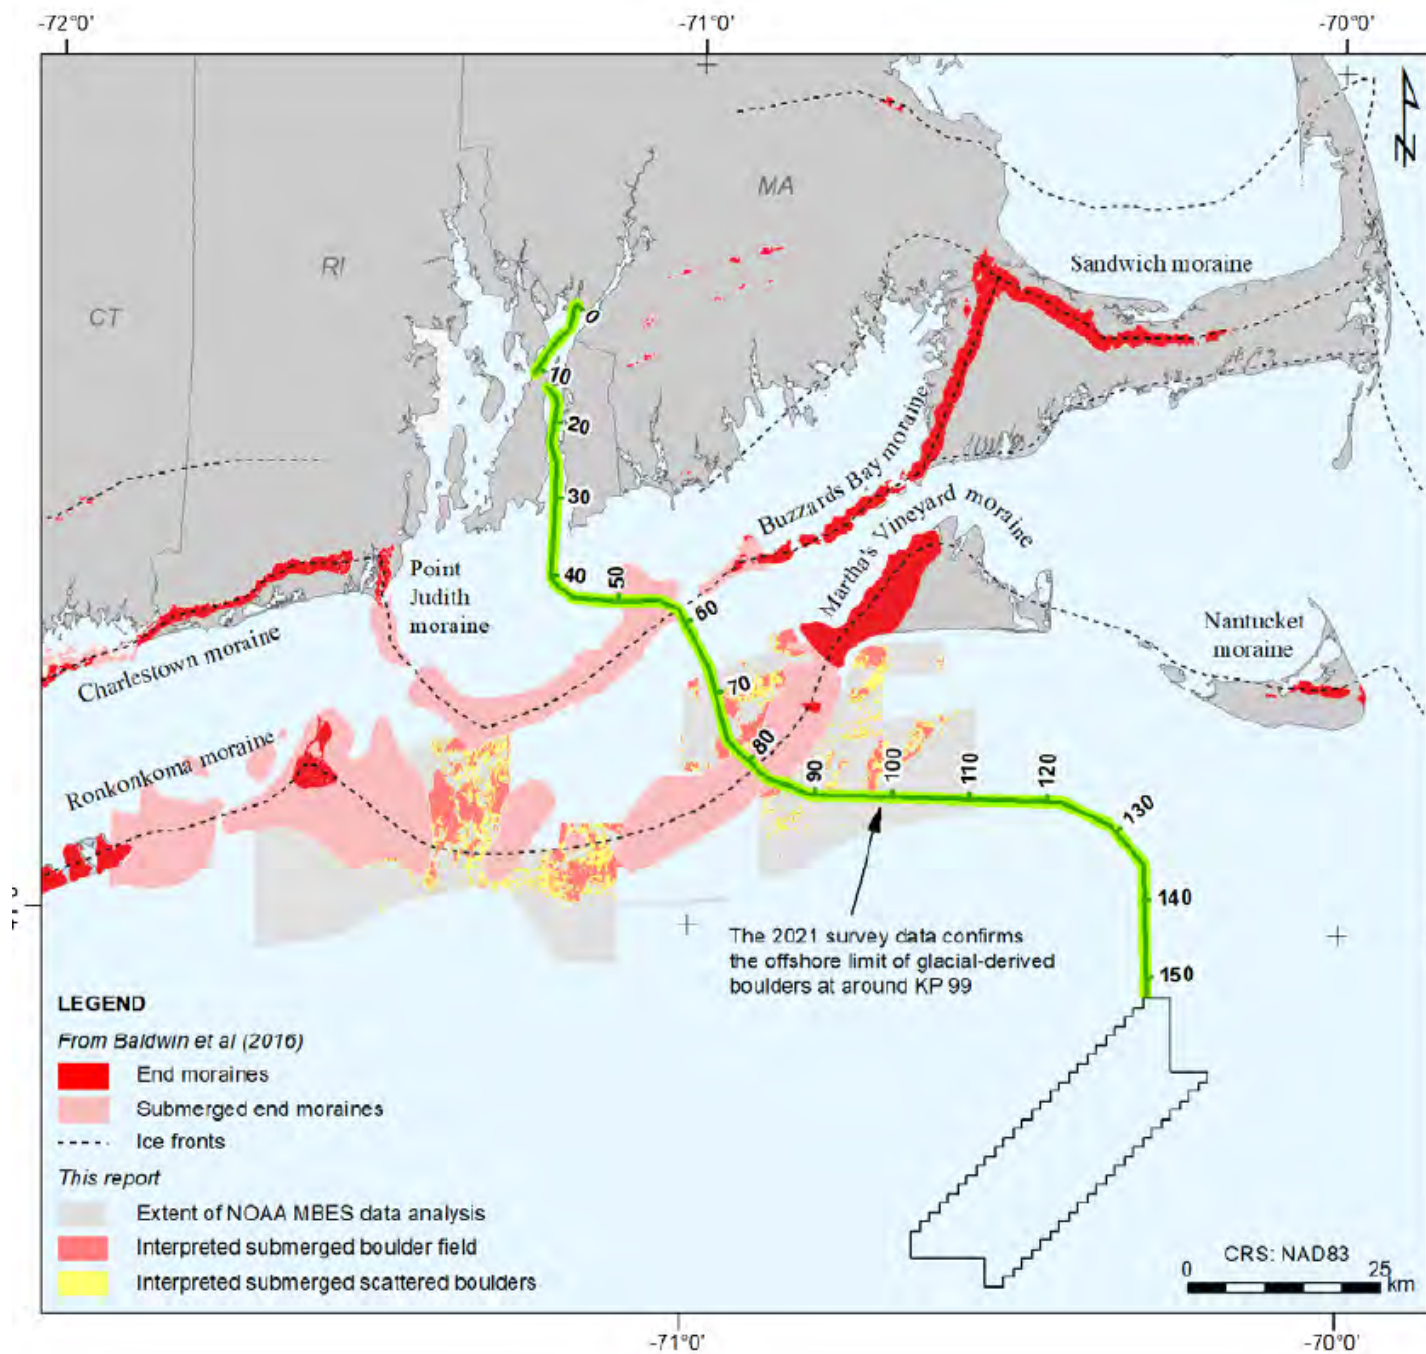 -72°0'
-71°0'
-70°0'
N
MA
RI
CT
Sandwich moraine
0
10
20
30
40
50
60
70
80
90
100
110
120
130
140
150
Buzzards Bay moraine
Martha's Vineyard moraine
Point
Judith
moraine
Nantucket
moraine
Charlestown moraine
Ronkonkoma moraine
The 2021 survey data confirms
the offshore limit of glacial-derived
boulders at around KP 99
LEGEND
From Baldwin et al (2016)
End moraines
Submerged end moraines
Ice fronts
This report
Extent of NOAA MBES data analysis
Interpreted submerged boulder field
Interpreted submerged scattered boulders
CRS: NAD83
0 25
km
-71°0'
-70°0'